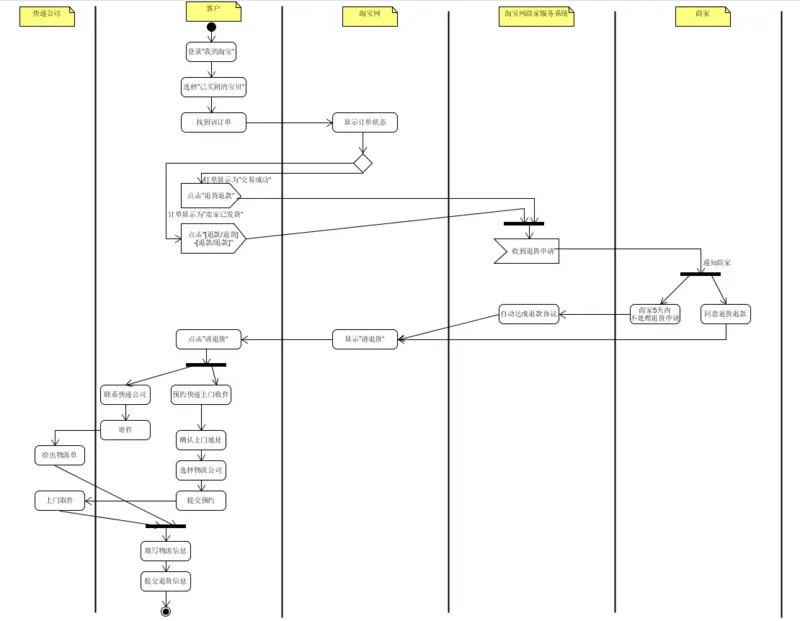 快递公司
客户
淘宝网
淘宝网商家服务系统
商家
登录"我的淘宝"
选择"已买到的宝贝"
找到该订单
显示订单状态
订单显示为"交易成功"
点击"退货退款"
订单显示为"卖家已发货"
点击"[退款/退货]
-[退款/退款]"
收到退货申请
通知商家
自动达成退款协议
商家5天内
不处理退货申请
同意退货退款
点击"请退货"
显示"请退货"
联系快递公司
预约快递上门收件
寄件
确认上门地址
给出物流单
选择物流公司
上门取件
提交预约
填写物流信息
提交退货信息